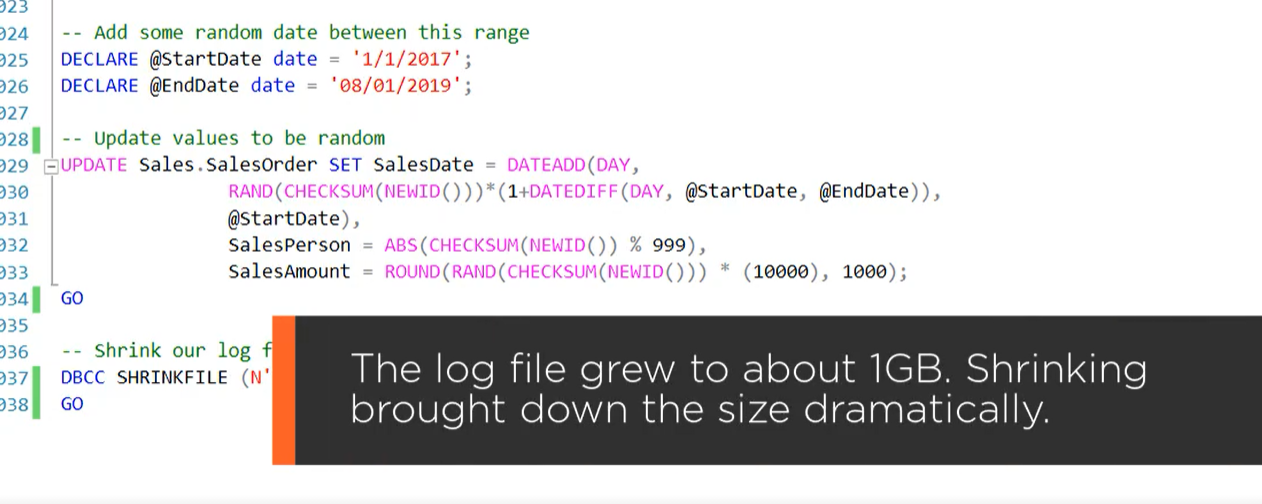 023
024 -- Add some random date between this range
025 DECLARE @StartDate date = '1/1/2017';
026 DECLARE @EndDate date = '08/01/2019';
027
028 -- Update values to be random
029 UPDATE Sales.SalesOrder SET SalesDate = DATEADD(DAY,
030 RAND(CHECKSUM(NEWID()))*(1+DATEDIFF(DAY, @StartDate, @EndDate)),
031 @StartDate),
032 SalesPerson = ABS(CHECKSUM(NEWID()) % 999),
033 SalesAmount = ROUND(RAND(CHECKSUM(NEWID())) * (10000), 1000);
034 GO
035
036 -- Shrink our log f
037 DBCC SHRINKFILE (N'
038 GO
The log file grew to about 1GB. Shrinking
brought down the size dramatically.